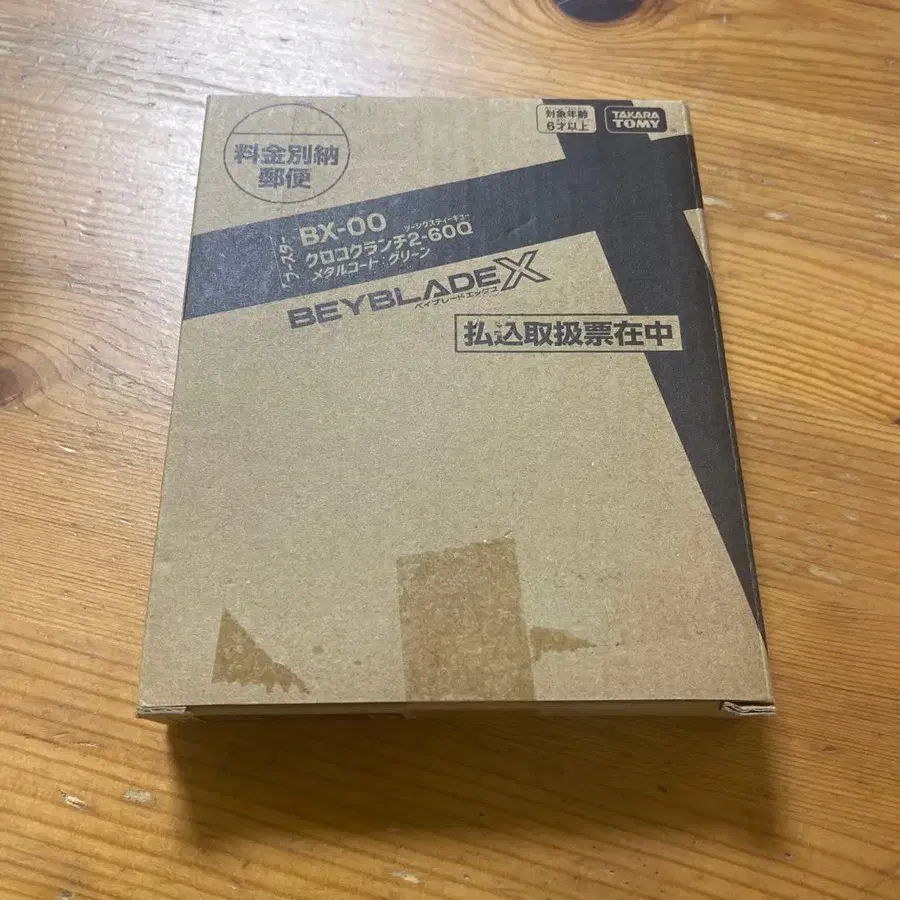 料金別納
郵便
対象年齢
6才以上
TAKARA
TOMY
ブースター
BX-00
ツーシックスティーキュー
クロコクランチ2-60Q
メタルコート:グリーン
BEYBLADE X
ベイブレードエックス
払込取扱票在中